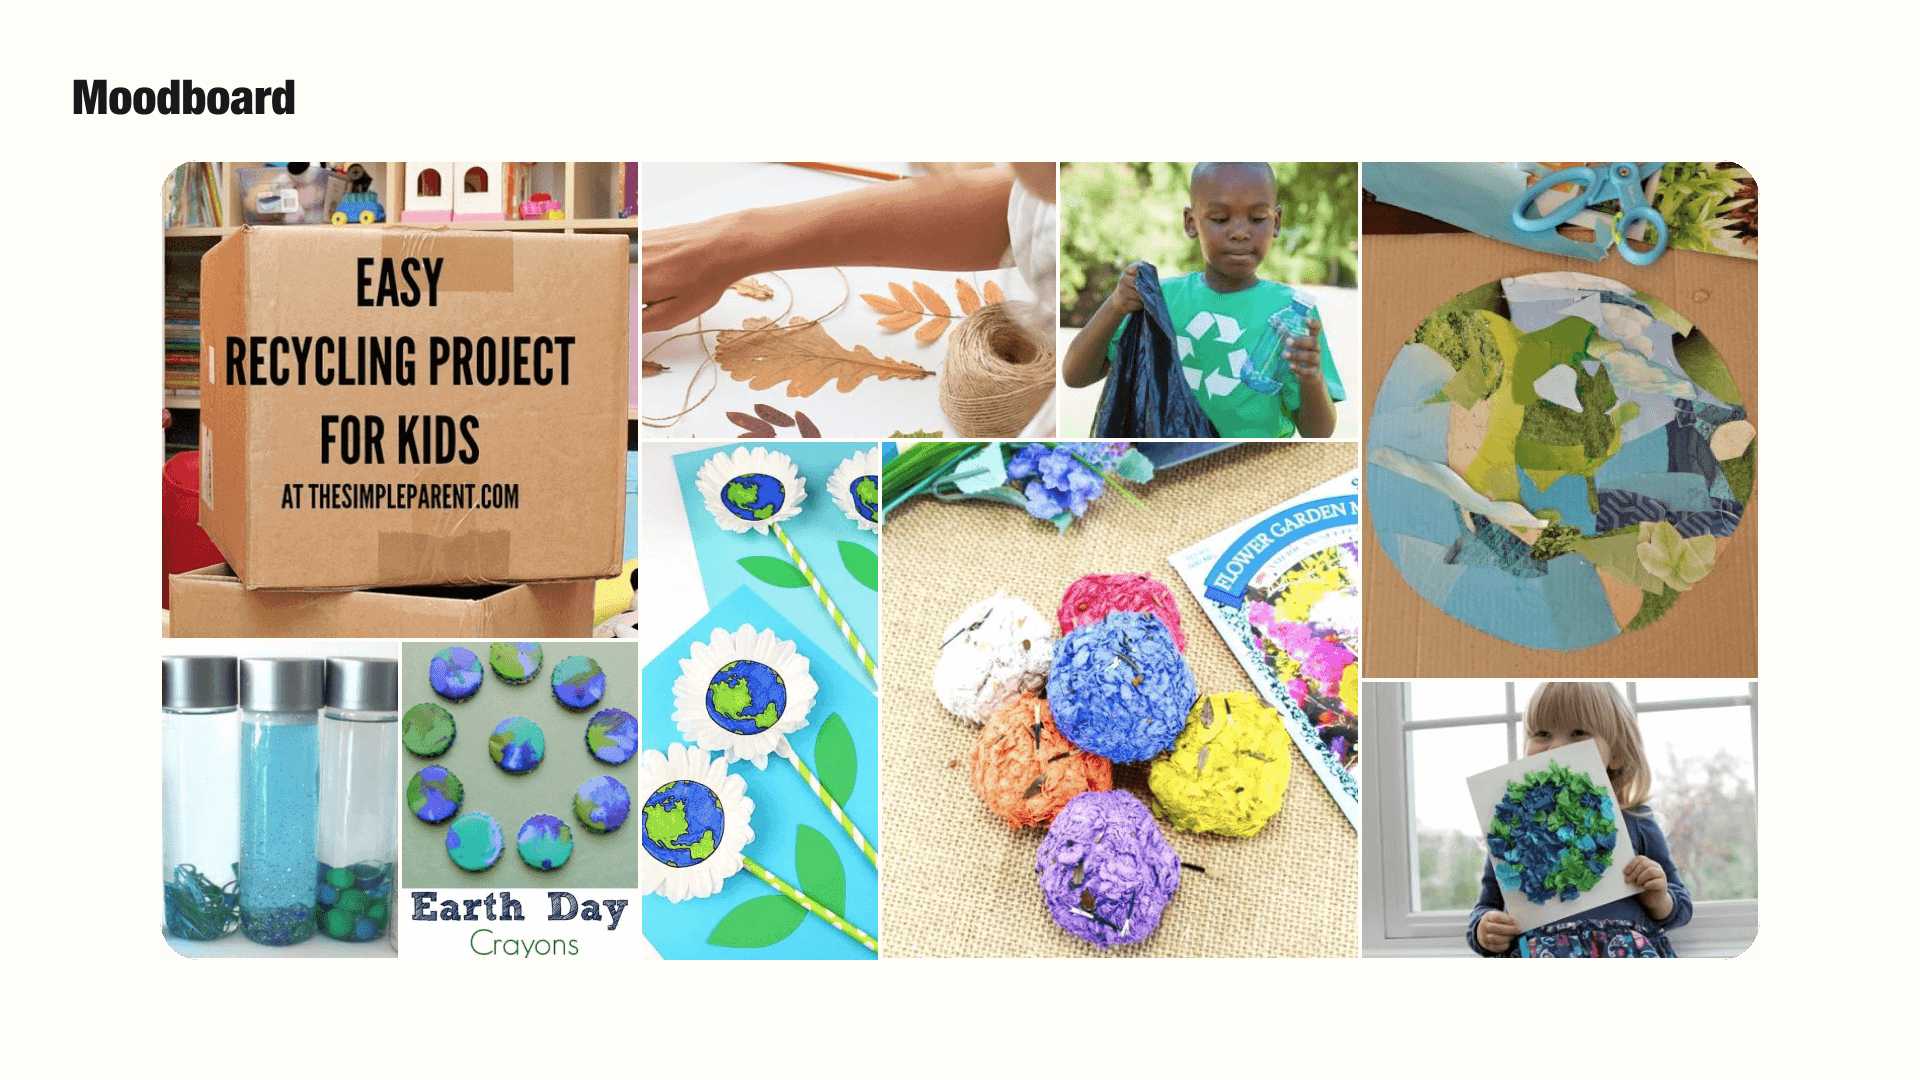 Moodboard
EASY
RECYCLING PROJECT
FOR KIDS
AT THESIMPLEPARENT.COM
FLOWER GARDEN
Earth Day
Crayons